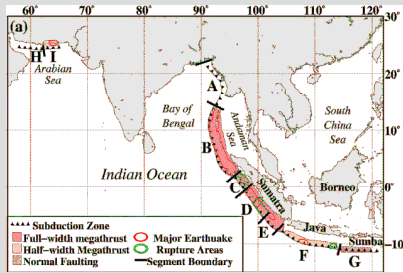 (a)
60° 70° 80° 90° 100° 110° 120°
30°
H I
Arabian
Sea
Bay of
Bengal
A
Andaman
Sea
20°
South
China
Sea
10°
B
Indian Ocean
C
Sumatra
Borneo
0°
D
E
Java
Sumba
F
G
-10°
Subduction Zone
Full-width megathrust
Major Earthuake
Half-width Megathrust
Rupture Areas
Normal Faulting
Segment Boundary